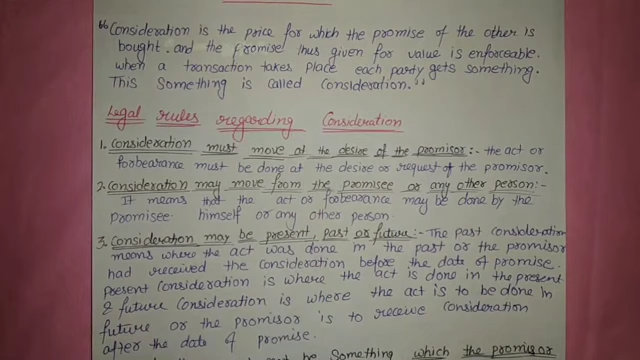 "Consideration is the price for which the promise of the other is
bought. and the promise thus given for value is enforceable.
when a transaction takes place each party gets something.
This something is called consideration."
Legal rules regarding Consideration
1. Consideration must move at the desire of the promisor:- the act or
forbearance must be done at the desire or request of the promisor.
2. Consideration may move from the promisee or any other person:-
It means that the act or forbearance may be done by the
promisee himself or any other person.
3. Consideration may be present, past or future:- The past consideration
means where the act was done in the past or the promisor
had received the consideration before the date of promise.
present consideration is where the act is done in the present
& future consideration is where the act is to be done in
future or the promisor is to receive consideration
after the date of promise.
be something which the promisor